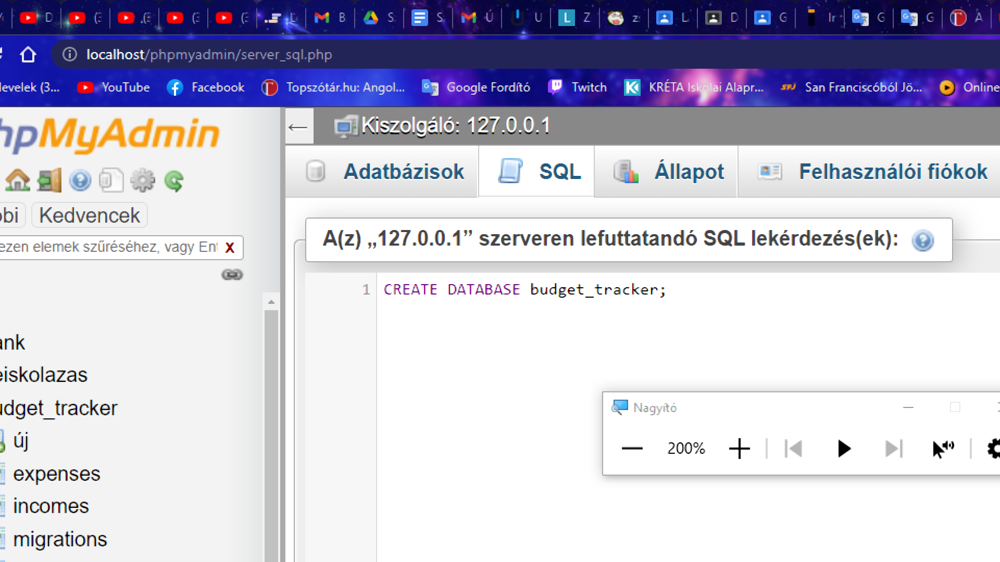 D
L
B
S
S
Ú
U
Z
z
L
D
G
Ir
G
G
A
localhost/phpmyadmin/server_sql.php
levelek (3...
YouTube
Facebook
Topszótár.hu: Angol...
Google Fordító
Twitch
KRÉTA Iskolai Alapr...
San Franciscóból Jö...
Online
hpMyAdmin
Kiszolgáló: 127.0.0.1
Adatbázisok
SQL
Állapot
Felhasználói fiókok
obi
Kedvencek
ezen elemek szűréséhez, vagy Ent
X
A(z) „127.0.0.1” szerveren lefuttatandó SQL lekérdezés(ek):
1 CREATE DATABASE budget_tracker;
ank
eiskolazas
udget_tracker
új
expenses
incomes
migrations
Nagyító
200%